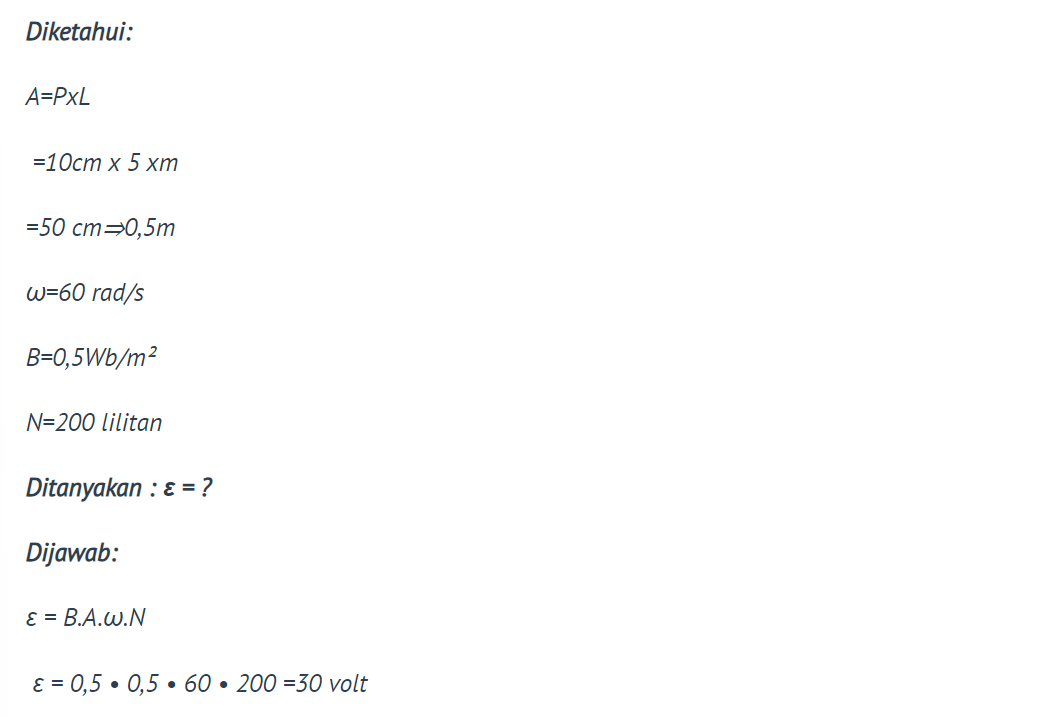 Diketahui:
A=PxL
=10cm x 5 xm
=50 cm⇒0,5m
ω=60 rad/s
B=0,5Wb/m²
N=200 lilitan
Ditanyakan : ε = ?
Dijawab:
ε = B.A.ω.N
ε = 0,5 • 0,5 • 60 • 200 =30 volt